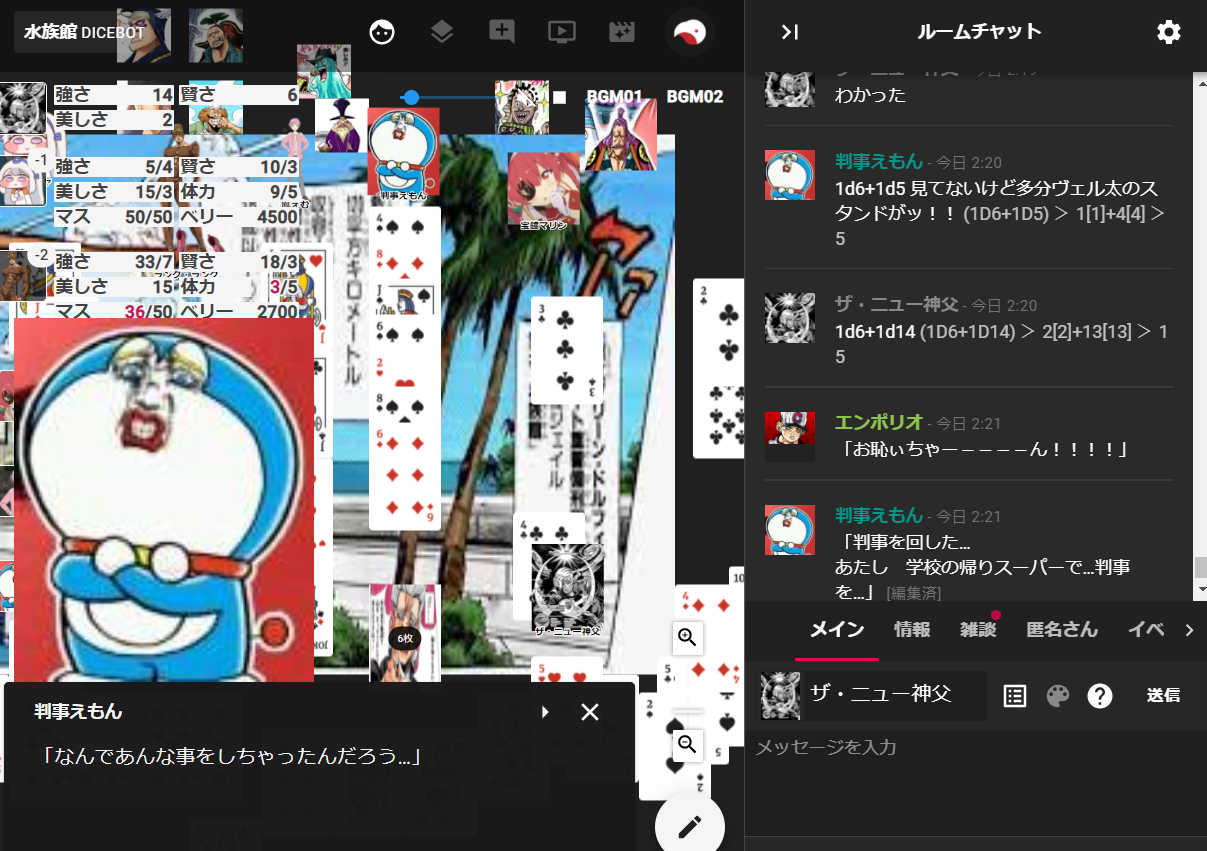 水族館 DICEBOT
BGM01
BGM02
強さ 14 賢さ 6
美しさ 2
-1
強さ 5/4 賢さ 10/3
美しさ 15/3 体力 9/5
マス 50/50 ベリー 4500
-2
強さ 33/7 賢さ 18/3
美しさ 15 体力 3/5
マス 36/50 ベリー 2700
判事えもん
宝鐘マリン
ザ・ニュー神父
6枚
判事えもん
「なんであんな事をしちゃったんだろう…」
ルームチャット
わかった
判事えもん - 今日 2:20
1d6+1d5 見てないけど多分ヴェル太のス
タンドがッ！！ (1D6+1D5) ＞ 1[1]+4[4] ＞
5
ザ・ニュー神父 - 今日 2:20
1d6+1d14 (1D6+1D14) ＞ 2[2]+13[13] ＞ 1
5
エンポリオ - 今日 2:21
「お恥ぃちゃー－－－－ん！！！！」
判事えもん - 今日 2:21
「判事を回した…
あたし　学校の帰りスーパーで…判事
を…」 [編集済]
メイン 情報 雑談 匿名さん イベ
ザ・ニュー神父
送信
メッセージを入力